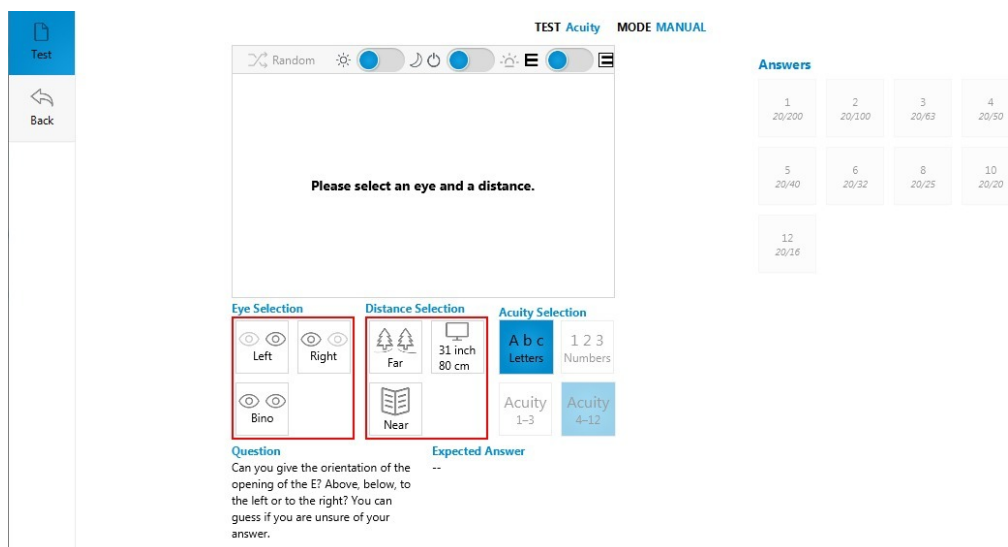 TEST Acuity MODE MANUAL
Test
Back
Random
Please select an eye and a distance.
Answers
1 2 3 4
20/200 20/100 20/63 20/50
5 6 8 10
20/40 20/32 20/25 20/20
12
20/16
Eye Selection
Left Right
Bino
Distance Selection
Far
31 inch
80 cm
Near
Acuity Selection
A b c
Letters
1 2 3
Numbers
Acuity
1–3
Acuity
4–12
Question
Can you give the orientation of the
opening of the E? Above, below, to
the left or to the right? You can
guess if you are unsure of your
answer.
Expected Answer
--